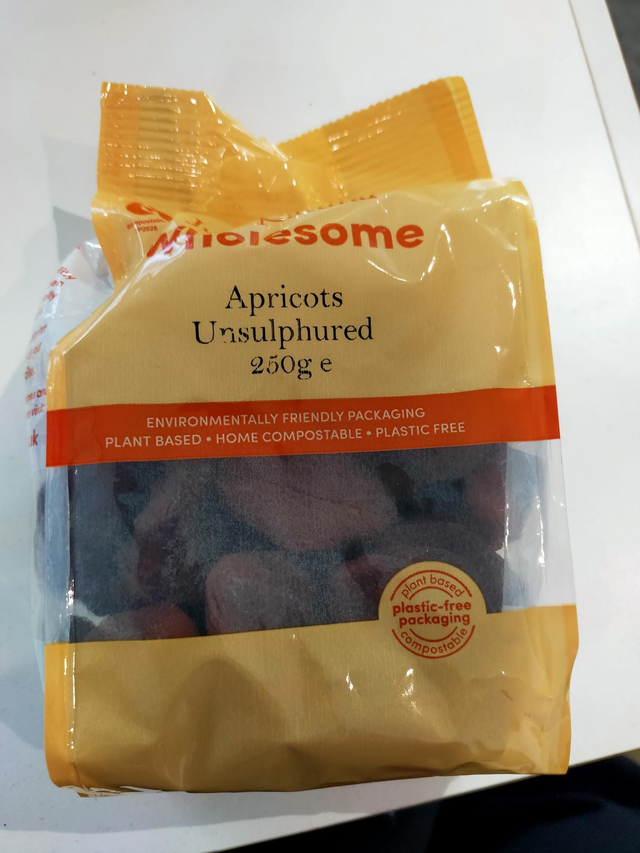 wholesome
Apricots
Unsulphured
250g e
ENVIRONMENTALLY FRIENDLY PACKAGING
PLANT BASED • HOME COMPOSTABLE • PLASTIC FREE
plant based
plastic-free
packaging
compostable